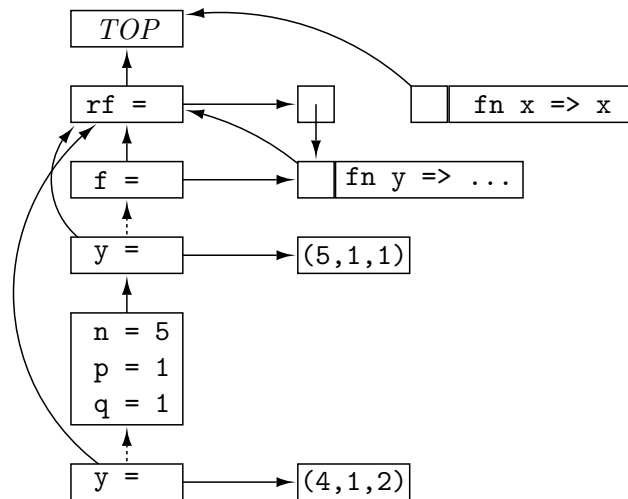 TOP
rf =
fn x => x
f =
fn y => ...
y =
(5,1,1)
n = 5
p = 1
q = 1
y =
(4,1,2)